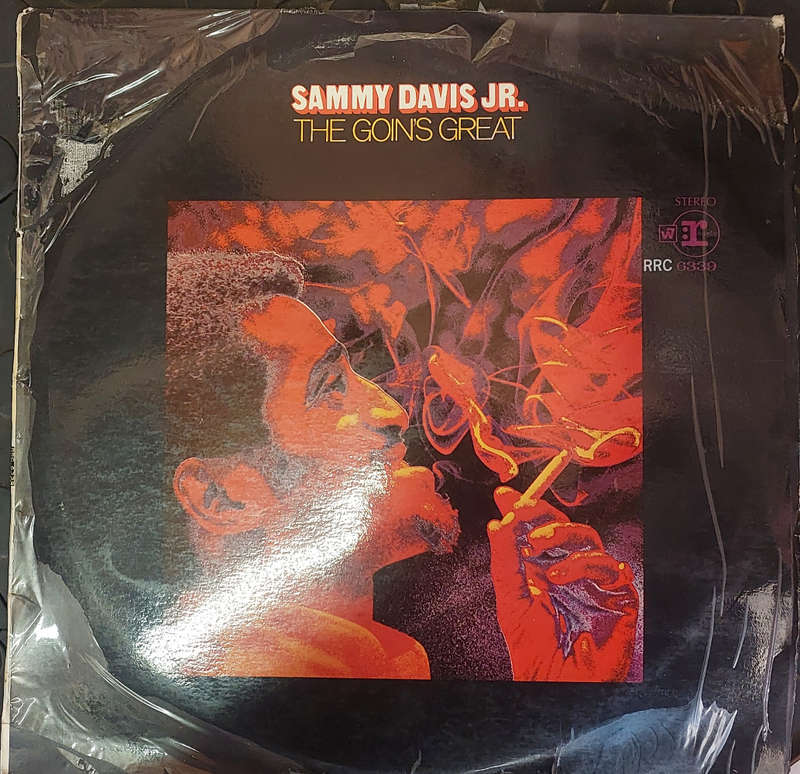 SAMMY DAVIS JR.
THE GOIN'S GREAT
STEREO
W
RRC 6339